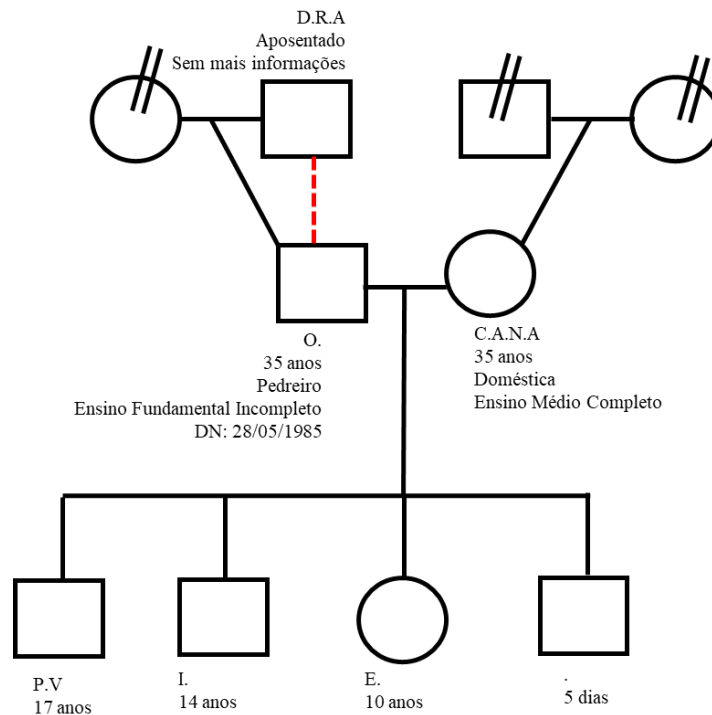 D.R.A
Aposentado
Sem mais informações
O.
35 anos
Pedreiro
Ensino Fundamental Incompleto
DN: 28/05/1985
C.A.N.A
35 anos
Doméstica
Ensino Médio Completo
P.V
17 anos
I.
14 anos
E.
10 anos
.
5 dias